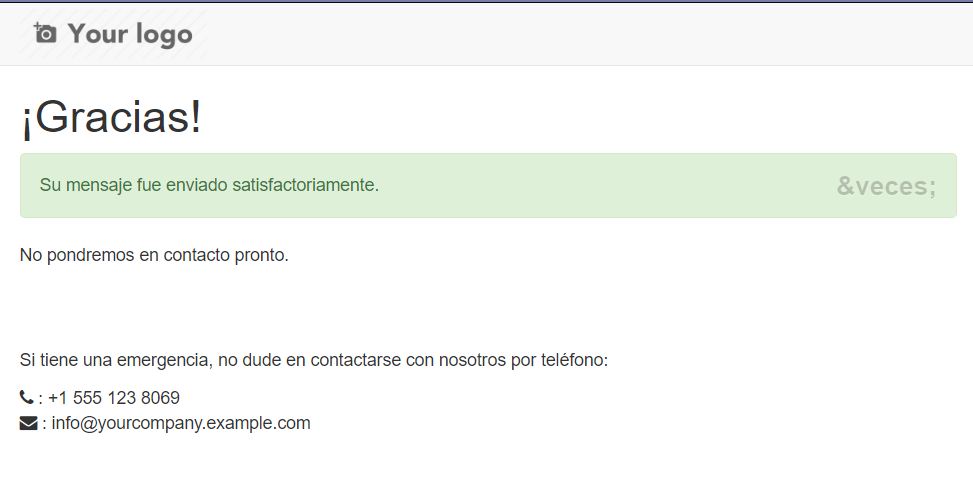 Your logo
¡Gracias!
Su mensaje fue enviado satisfactoriamente. &veces;
No pondremos en contacto pronto.
Si tiene una emergencia, no dude en contactarse con nosotros por teléfono:
: +1 555 123 8069
: info@yourcompany.example.com